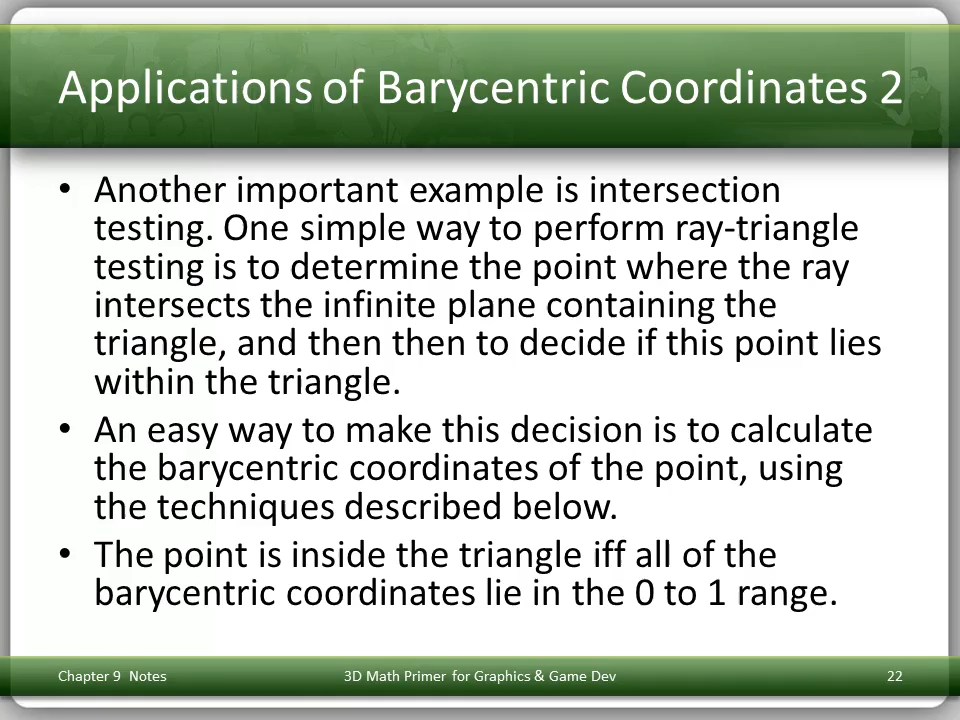 Applications of Barycentric Coordinates 2
• Another important example is intersection
testing. One simple way to perform ray-triangle
testing is to determine the point where the ray
intersects the infinite plane containing the
triangle, and then then to decide if this point lies
within the triangle.
• An easy way to make this decision is to calculate
the barycentric coordinates of the point, using
the techniques described below.
• The point is inside the triangle iff all of the
barycentric coordinates lie in the 0 to 1 range.
Chapter 9 Notes
3D Math Primer for Graphics & Game Dev
22